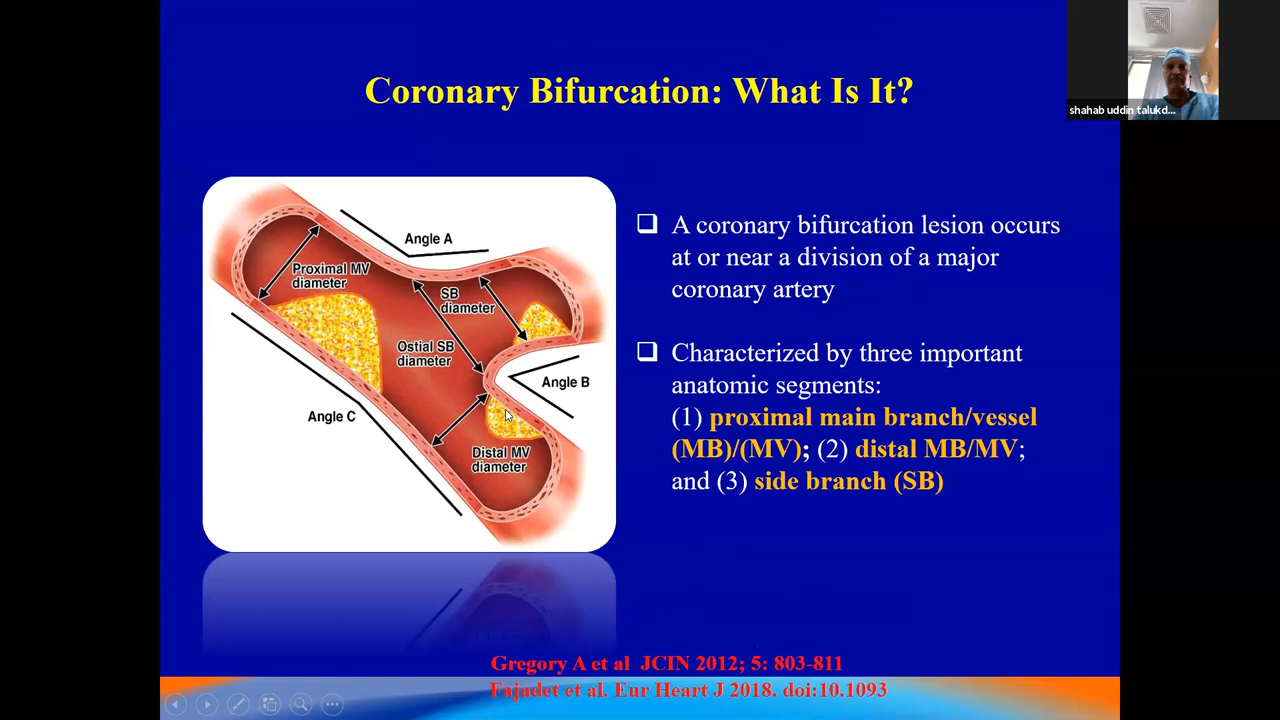 shahab uddin talukd...
Coronary Bifurcation: What Is It?
Angle A
Proximal MV
diameter
SB
diameter
Ostial SB
diameter
Angle B
Angle C
Distal MV
diameter
❑ A coronary bifurcation lesion occurs
at or near a division of a major
coronary artery
❑ Characterized by three important
anatomic segments:
(1) proximal main branch/vessel
(MB)/(MV); (2) distal MB/MV;
and (3) side branch (SB)
Gregory A et al JCIN 2012; 5: 803-811
Fajadet et al. Eur Heart J 2018. doi:10.1093